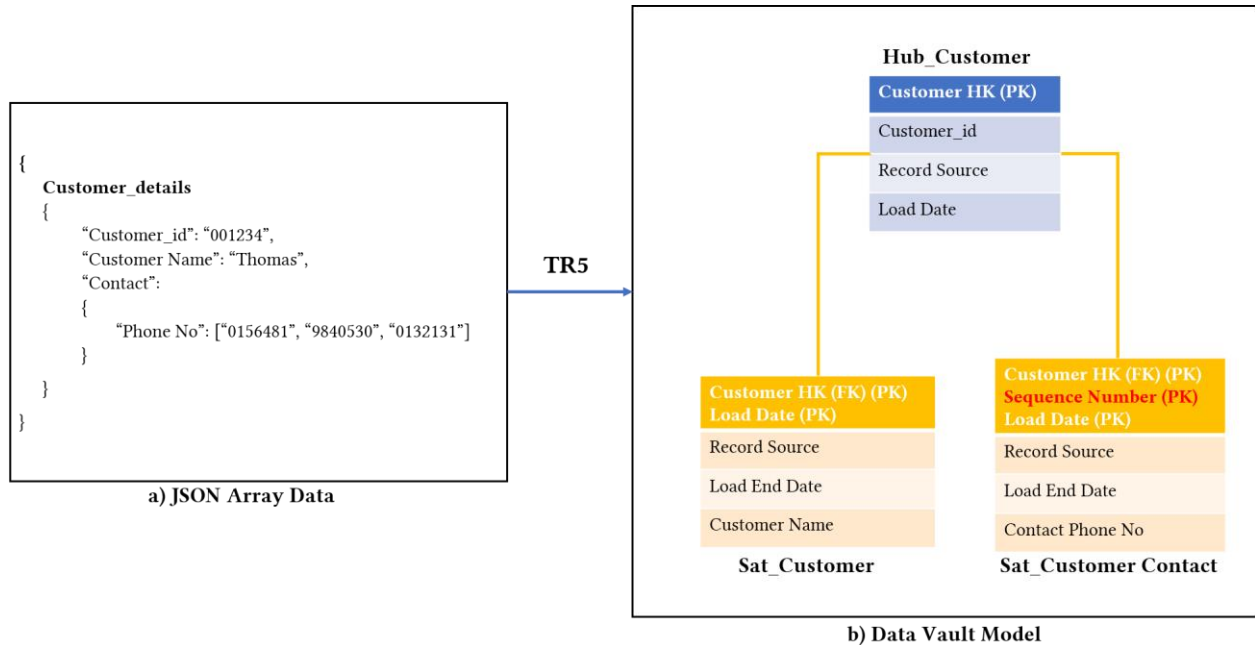 {
Customer_details
{
“Customer_id”: “001234”,
“Customer Name”: “Thomas”,
“Contact”:
{
“Phone No”: [“0156481”, “9840530”, “0132131”]
}
}
}
a) JSON Array Data
TR5
Hub_Customer
Customer HK (PK)
Customer_id
Record Source
Load Date
Customer HK (FK) (PK)
Load Date (PK)
Record Source
Load End Date
Customer Name
Sat_Customer
Customer HK (FK) (PK)
Sequence Number (PK)
Load Date (PK)
Record Source
Load End Date
Contact Phone No
Sat_Customer Contact
b) Data Vault Model